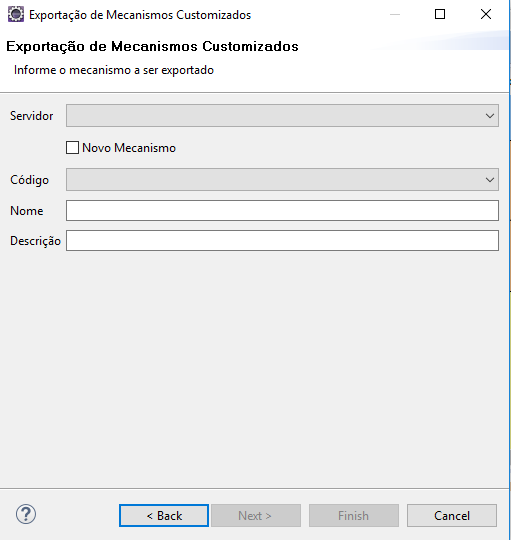 Exportação de Mecanismos Customizados
Exportação de Mecanismos Customizados
Informe o mecanismo a ser exportado
Servidor
Novo Mecanismo
Código
Nome
Descrição
?
< Back
Next >
Finish
Cancel